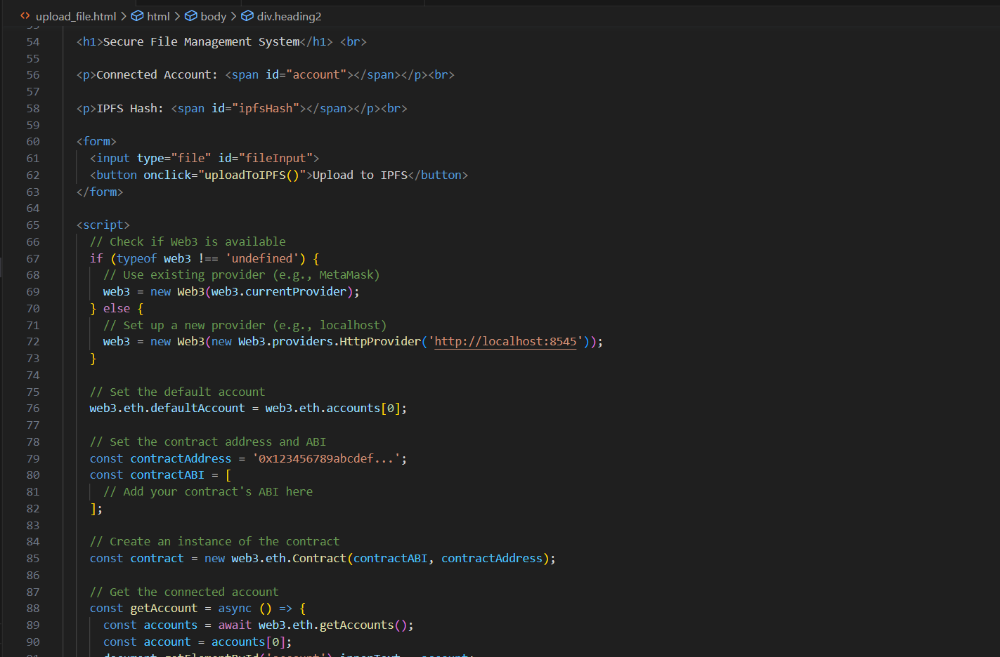 upload_file.html > html > body > div.heading2
54 <h1>Secure File Management System</h1> <br>
55
56 <p>Connected Account: <span id="account"></span></p><br>
57
58 <p>IPFS Hash: <span id="ipfsHash"></span></p><br>
59
60 <form>
61 <input type="file" id="fileInput">
62 <button onclick="uploadToIPFS()">Upload to IPFS</button>
63 </form>
64
65 <script>
66 // Check if Web3 is available
67 if (typeof web3 !== 'undefined') {
68 // Use existing provider (e.g., MetaMask)
69 web3 = new Web3(web3.currentProvider);
70 } else {
71 // Set up a new provider (e.g., localhost)
72 web3 = new Web3(new Web3.providers.HttpProvider('http://localhost:8545'));
73 }
74
75 // Set the default account
76 web3.eth.defaultAccount = web3.eth.accounts[0];
77
78 // Set the contract address and ABI
79 const contractAddress = '0x123456789abcdef...';
80 const contractABI = [
81 // Add your contract's ABI here
82 ];
83
84 // Create an instance of the contract
85 const contract = new web3.eth.Contract(contractABI, contractAddress);
86
87 // Get the connected account
88 const getAccount = async () => {
89 const accounts = await web3.eth.getAccounts();
90 const account = accounts[0];
91 document.getElementById('account').innerText = account;